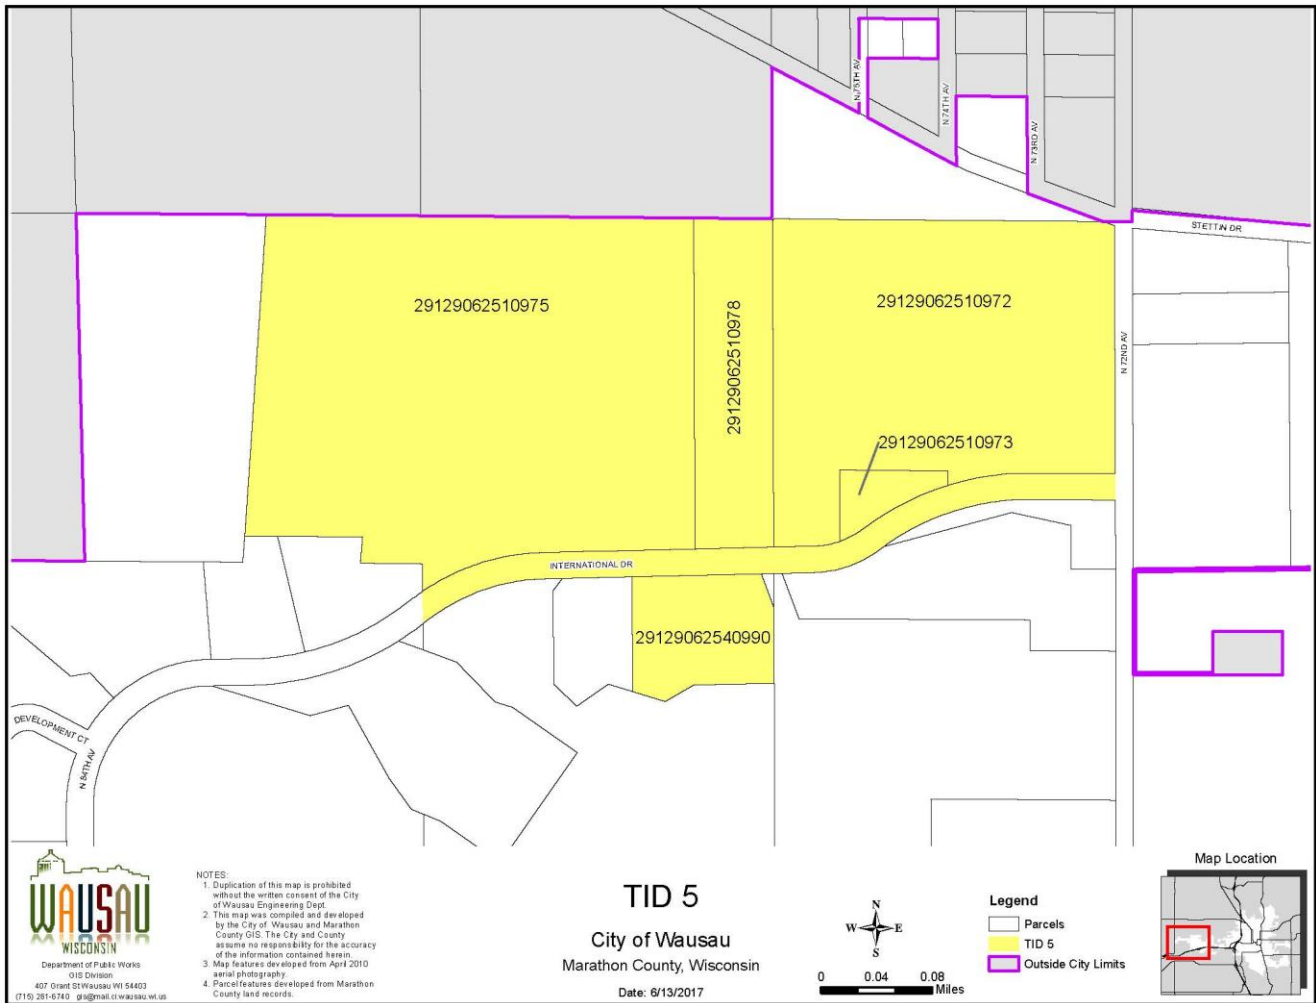 N 75TH AV
N 74TH AV
N 73RD AV
STETTIN DR
29129062510975
29129062510978
29129062510972
N 72ND AV
29129062510973
INTERNATIONAL DR
29129062540990
DEVELOPMENT CT
N 84TH AV
WAUSAU
WISCONSIN
Department of Public Works
GIS Division
407 Grant St Wausau WI 54403
(715) 261-6740 gis@mail.ci.wausau.wi.us
NOTES:
1. Duplication of this map is prohibited
without the written consent of the City
of Wausau Engineering Dept.
2. This map was compiled and developed
by the City of Wausau and Marathon
County GIS. The City and County
assume no responsibility for the accuracy
of the information contained herein.
3. Map features developed from April 2010
aerial photography.
4. Parcel features developed from Marathon
County land records.
TID 5
City of Wausau
Marathon County, Wisconsin
Date: 6/13/2017
N
W E
S
0 0.04 0.08
Miles
Legend
Parcels
TID 5
Outside City Limits
Map Location